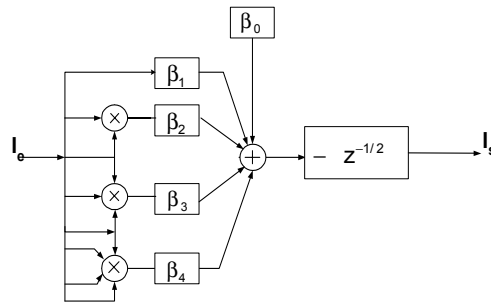 β₀
β₁
×
β₂
Iₑ
+
− z⁻¹/²
Iₛ
×
β₃
×
β₄